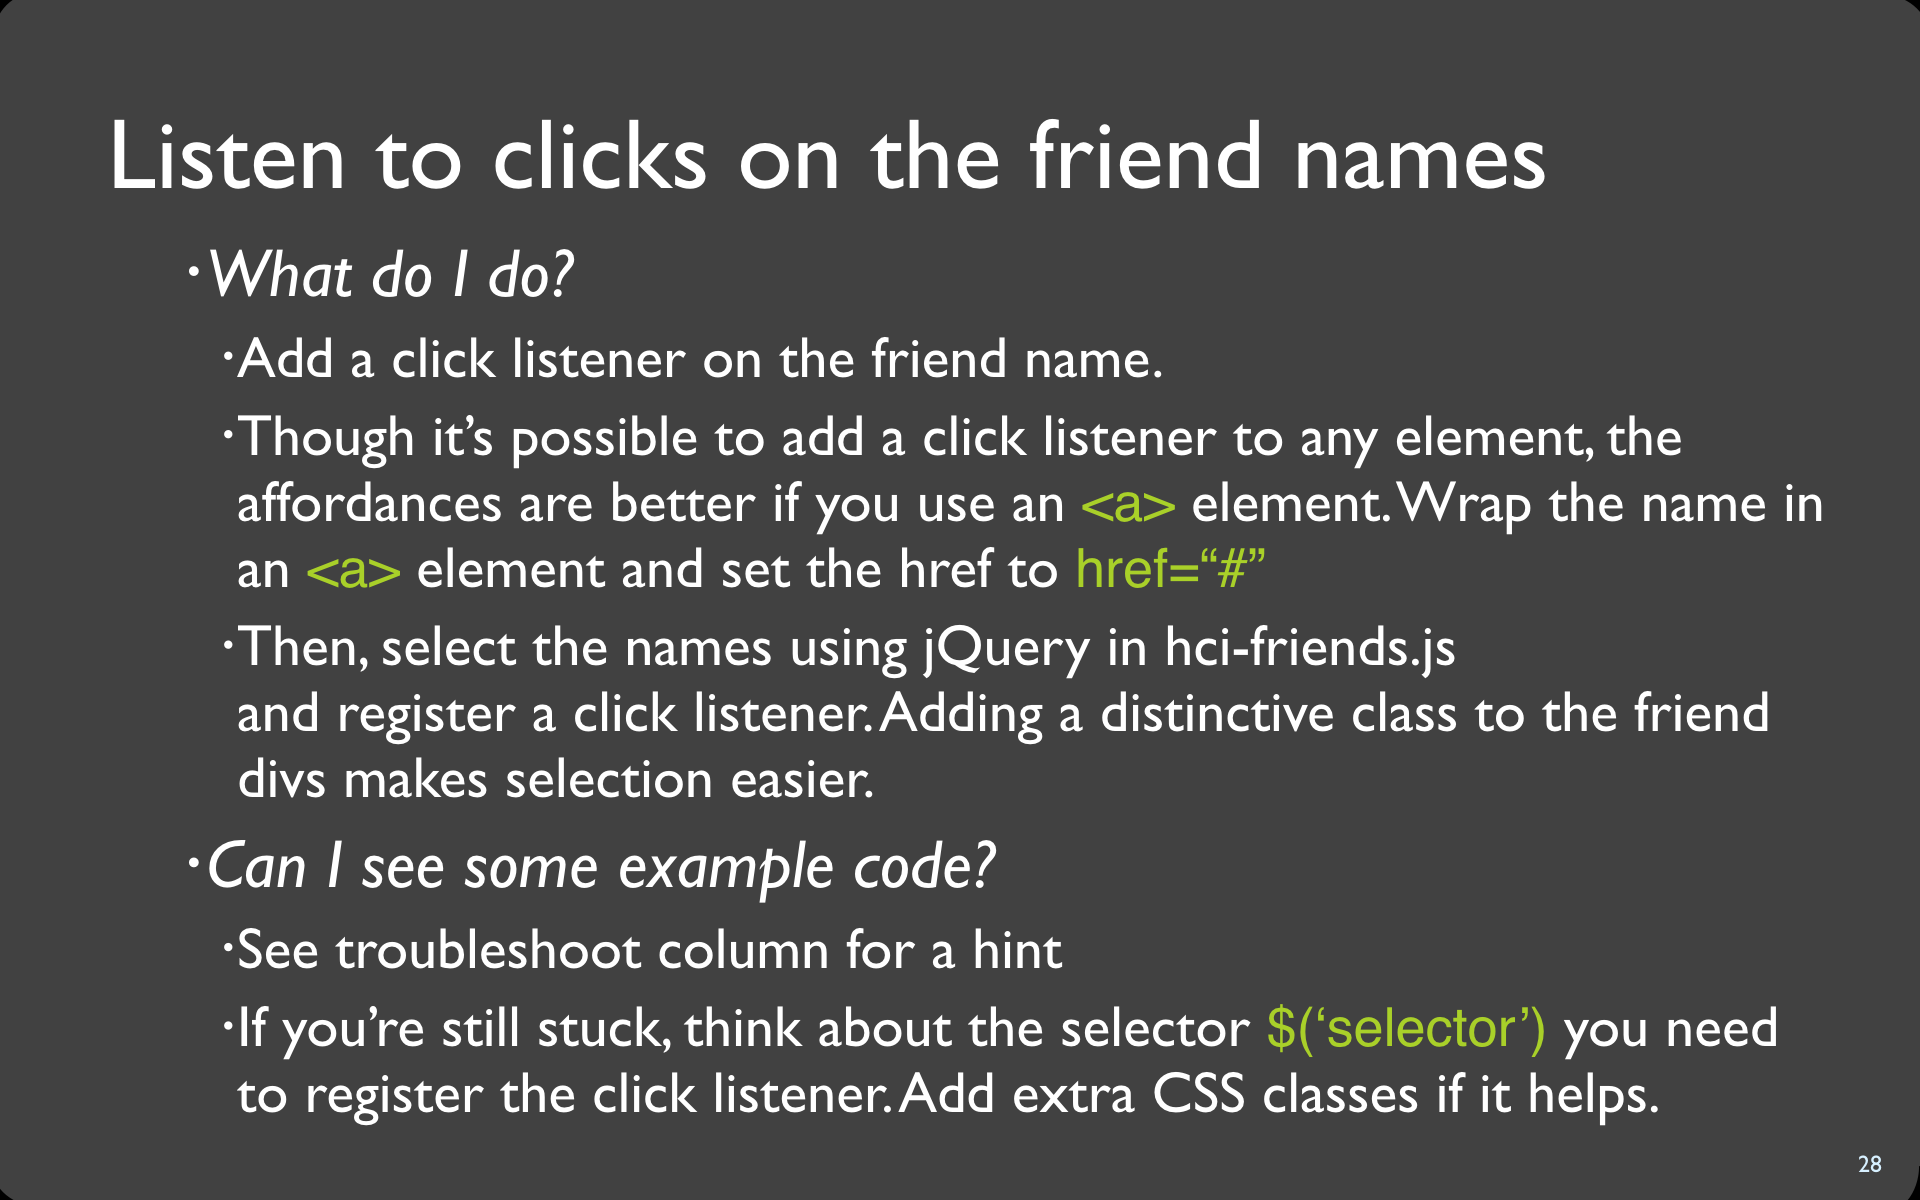 Listen to clicks on the friend names
•What do I do?
•Add a click listener on the friend name.
•Though it’s possible to add a click listener to any element, the
affordances are better if you use an <a> element. Wrap the name in
an <a> element and set the href to href=“#”
•Then, select the names using jQuery in hci-friends.js
and register a click listener. Adding a distinctive class to the friend
divs makes selection easier.
•Can I see some example code?
•See troubleshoot column for a hint
•If you’re still stuck, think about the selector $(‘selector’) you need
to register the click listener. Add extra CSS classes if it helps.
28